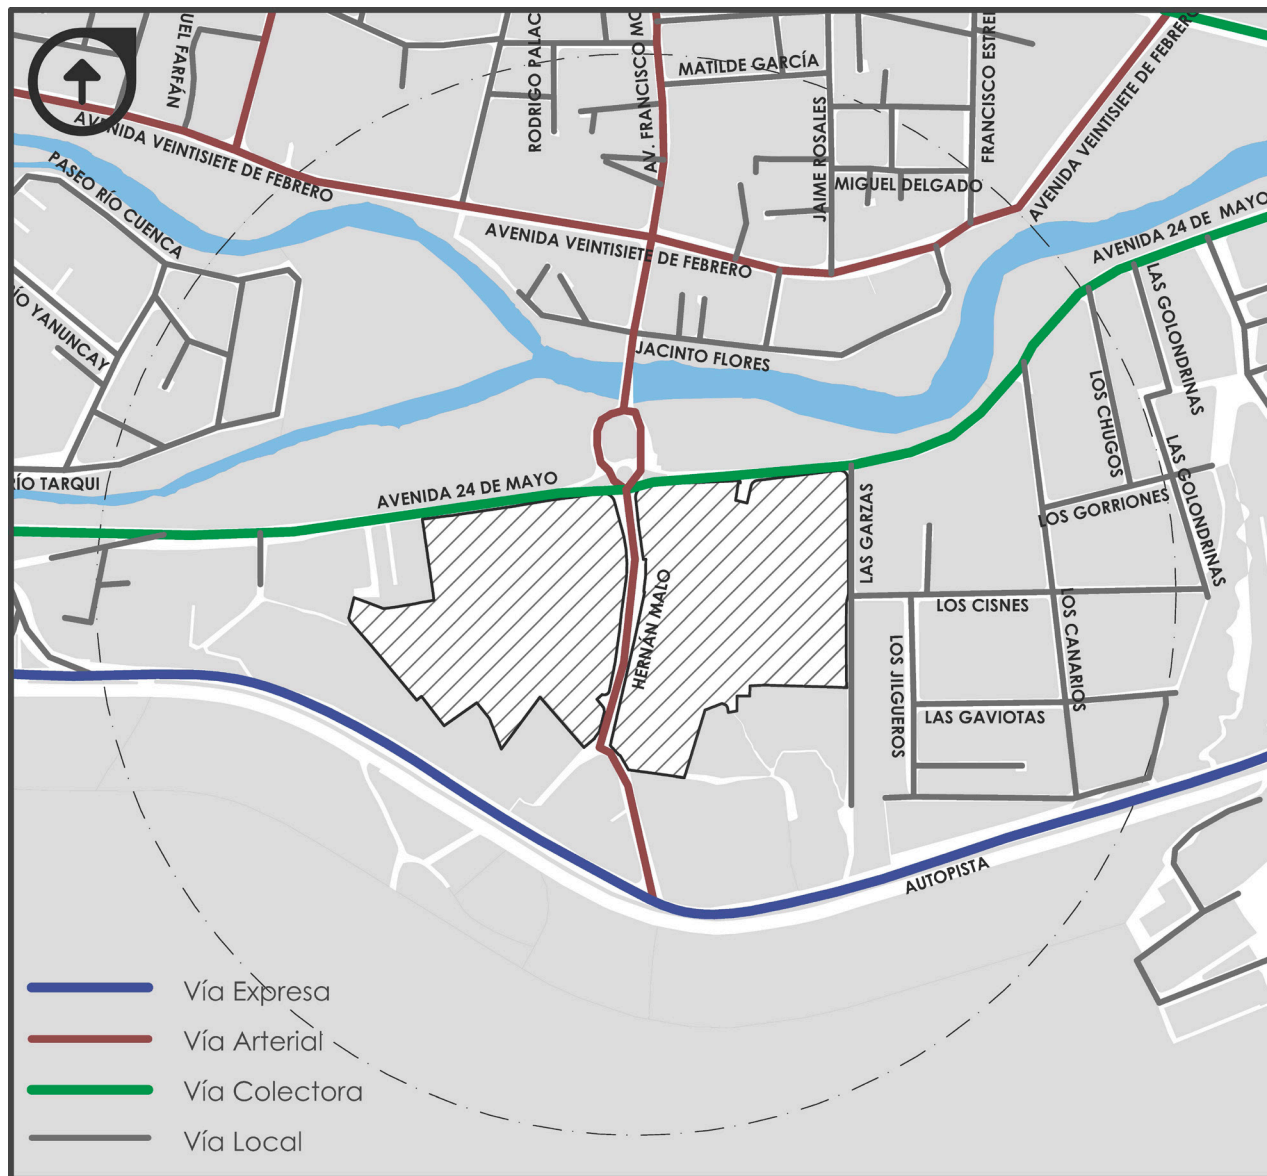 UEL FARFÁN
RODRIGO PALAC
AV. FRANCISCO MO
MATILDE GARCÍA
JAIME ROSALES
FRANCISCO ESTRE
AVENIDA VEINTISIETE DE FEBRERO
AVENIDA VEINTISIETE DE FEBRERO
MIGUEL DELGADO
PASEO RÍO CUENCA
AVENIDA VEINTISIETE DE FEBRERO
AVENIDA 24 DE MAYO
ÍO YANUNCAY
JACINTO FLORES
LAS GOLONDRINAS
LOS CHUGOS
RÍO TARQUI
AVENIDA 24 DE MAYO
LAS GARZAS
LOS GORRIONES
LAS GOLONDRINAS
HERNÁN MALO
LOS CISNES
LOS CANARIOS
LOS JILGUEROS
LAS GAVIOTAS
AUTOPISTA
Vía Expresa
Vía Arterial
Vía Colectora
Vía Local